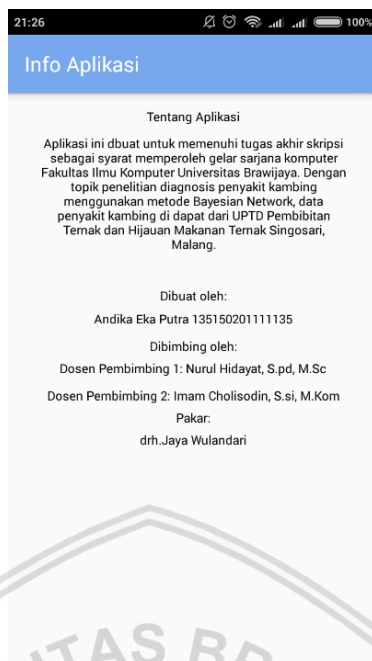 21:26
100%
Info Aplikasi
Tentang Aplikasi
Aplikasi ini dbuat untuk memenuhi tugas akhir skripsi
sebagai syarat memperoleh gelar sarjana komputer
Fakultas Ilmu Komputer Universitas Brawijaya. Dengan
topik penelitian diagnosis penyakit kambing
menggunakan metode Bayesian Network, data
penyakit kambing di dapat dari UPTD Pembibitan
Ternak dan Hijauan Makanan Ternak Singosari,
Malang.
Dibuat oleh:
Andika Eka Putra 135150201111135
Dibimbing oleh:
Dosen Pembimbing 1: Nurul Hidayat, S.pd, M.Sc
Dosen Pembimbing 2: Imam Cholisodin, S.si, M.Kom
Pakar:
drh.Jaya Wulandari